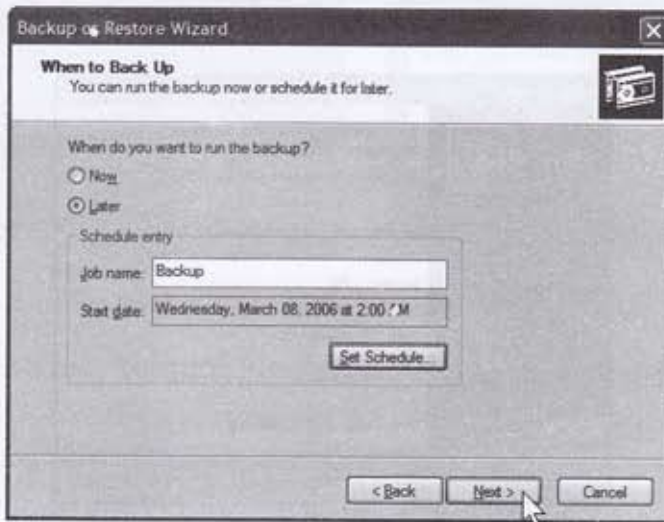 Backup or Restore Wizard
When to Back Up
You can run the backup now or schedule it for later.
When do you want to run the backup?
Now
Later
Schedule entry
Job name: Backup
Start date: Wednesday, March 08, 2006 at 2:00
Set Schedule...
< Back
Next >
Cancel